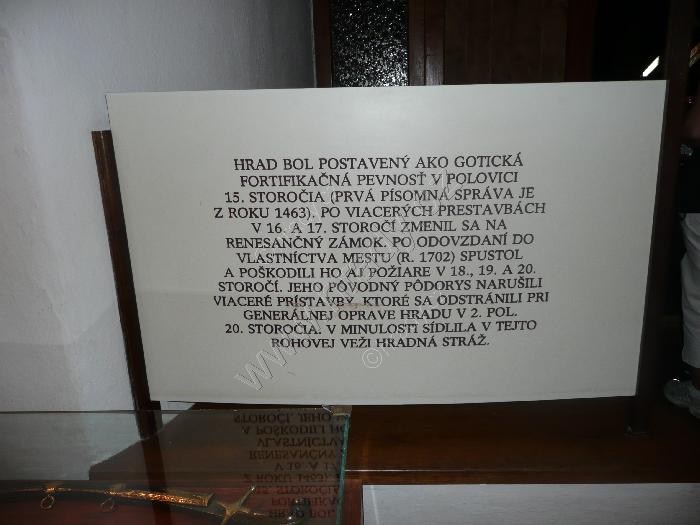 HRAD BOL POSTAVENÝ AKO GOTICKÁ
FORTIFIKAČNÁ PEVNOSŤ V POLOVICI
15. STOROČIA (PRVÁ PÍSOMNÁ SPRÁVA JE
Z ROKU 1463). PO VIACERÝCH PRESTAVBÁCH
V 16. A 17. STOROČÍ ZMENIL SA NA
RENESANČNÝ ZÁMOK. PO ODOVZDANÍ DO
VLASTNÍCTVA MESTU (R. 1702) SPUSTOL
A POŠKODILI HO AJ POŽIARE V 18., 19. A 20.
STOROČÍ. JEHO PÔVODNÝ PÔDORYS NARUŠILI
VIACERÉ PRÍSTAVBY, KTORÉ SA ODSTRÁNILI PRI
GENERÁLNEJ OPRAVE HRADU V 2. POL.
20. STOROČIA. V MINULOSTI SÍDLILA V TEJTO
ROHOVEJ VEŽI HRADNÁ STRÁŽ.